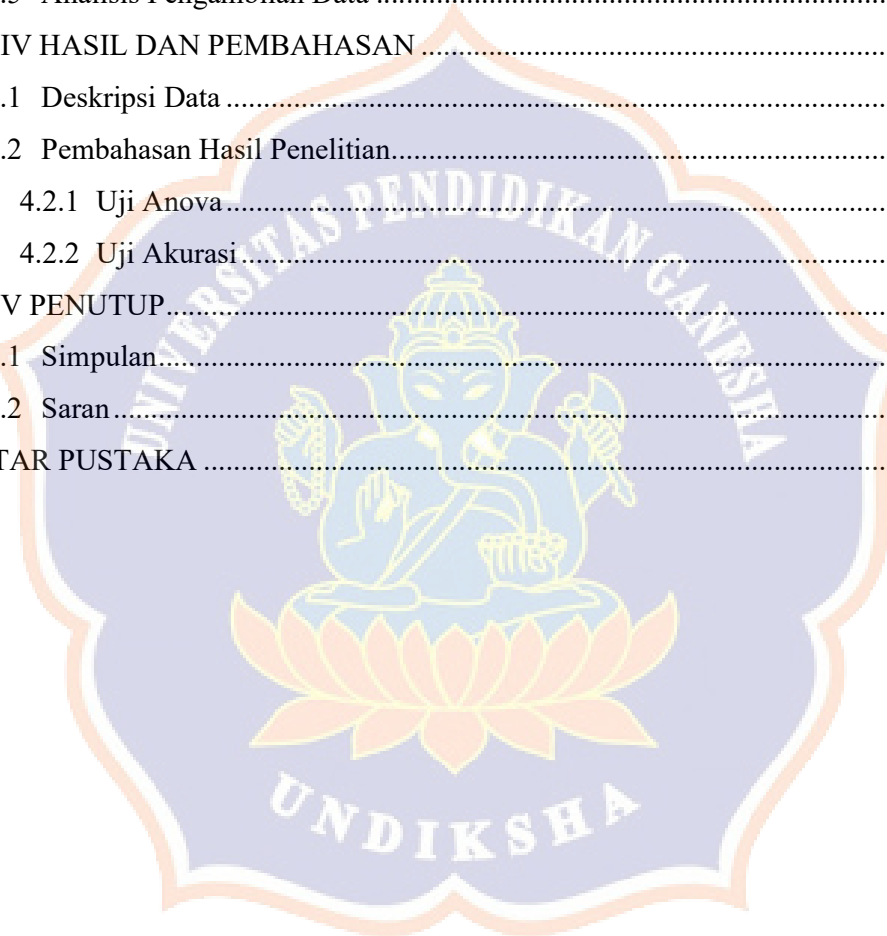 .5 Analisis Pengambilan Data ....................
IV HASIL DAN PEMBAHASAN ....................
.1 Deskripsi Data ....................
.2 Pembahasan Hasil Penelitian....................
4.2.1 Uji Anova ....................
4.2.2 Uji Akurasi ....................
V PENUTUP....................
.1 Simpulan....................
.2 Saran ....................
TAR PUSTAKA ....................
UNIVERSITAS PENDIDIKAN GANESHA
UNDIKSHA